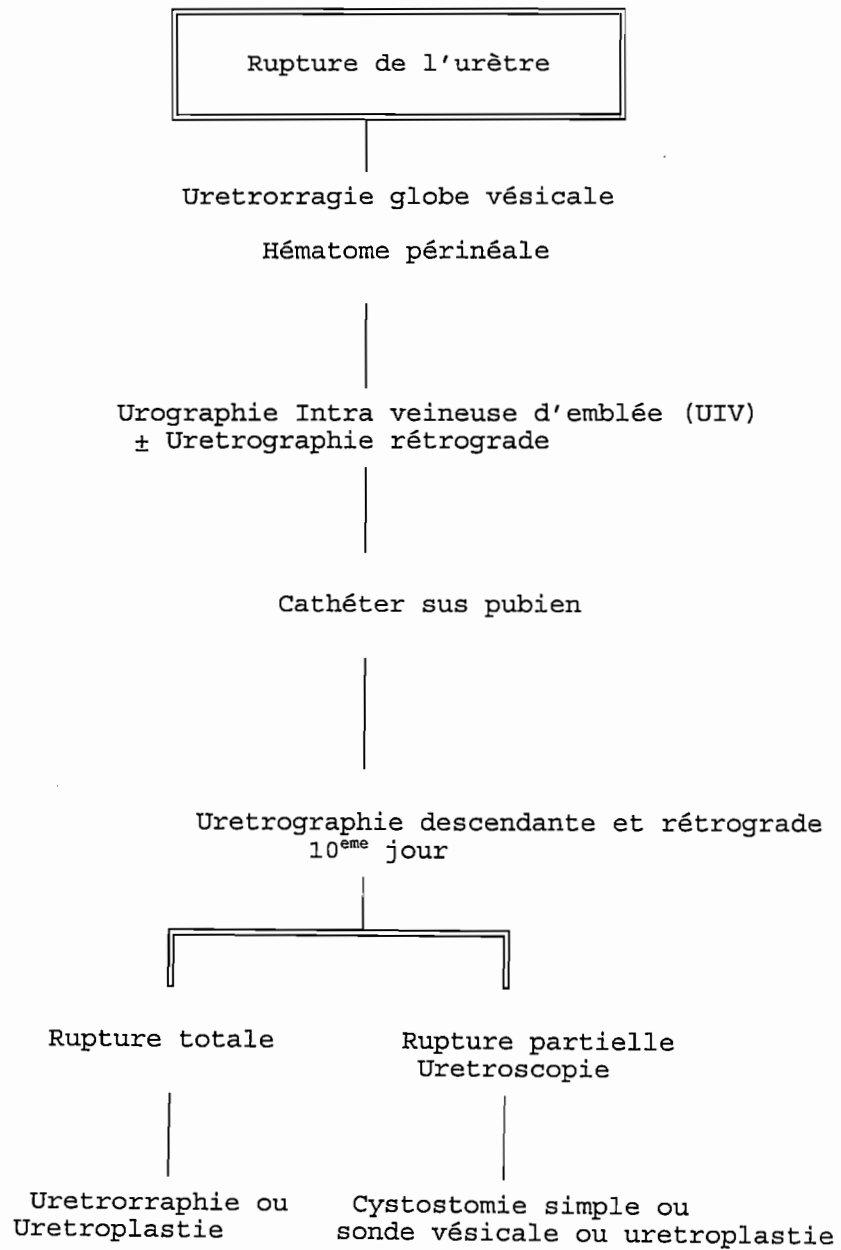 Rupture de l'urètre
Uretrorragie globe vésicale
Hématome périnéale
Urographie Intra veineuse d'emblée (UIV)
± Uretrographie rétrograde
Cathéter sus pubien
Uretrographie descendante et rétrograde
10eme jour
Rupture totale
Rupture partielle
Uretroscopie
Uretrorraphie ou
Uretroplastie
Cystostomie simple ou
sonde vésicale ou uretroplastie